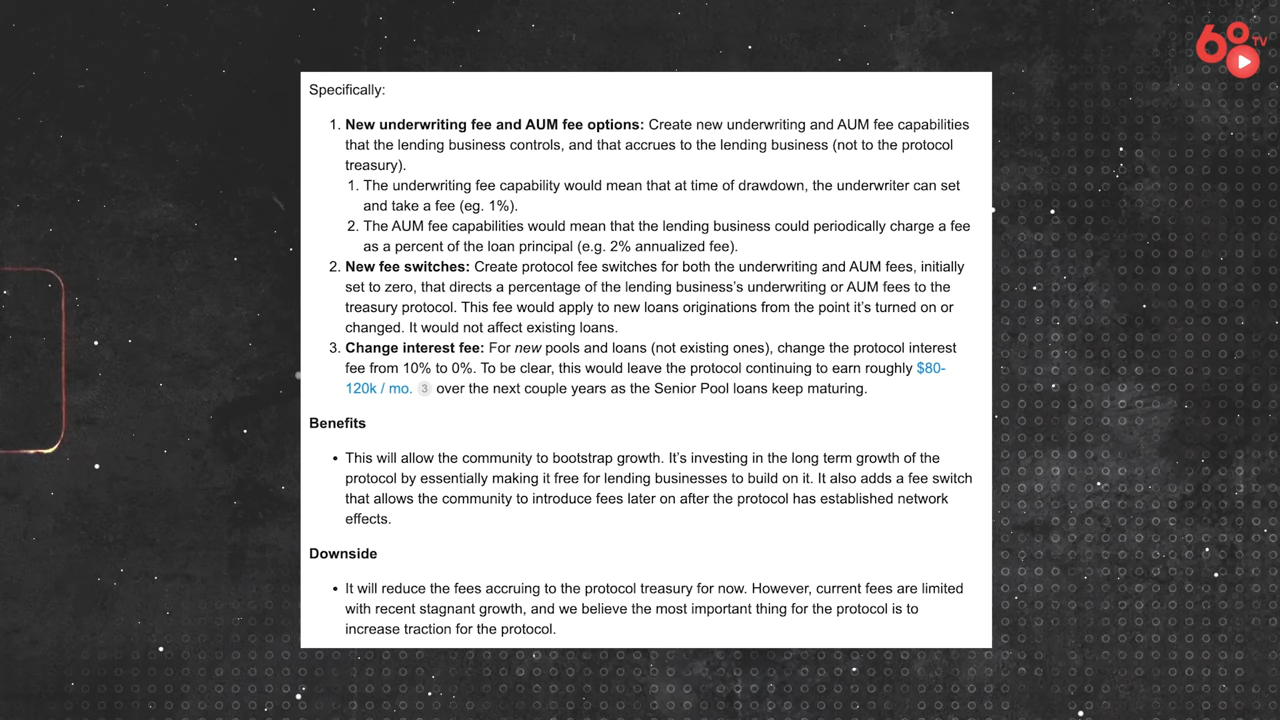 68
TV
Specifically:
1. New underwriting fee and AUM fee options: Create new underwriting and AUM fee capabilities
that the lending business controls, and that accrues to the lending business (not to the protocol
treasury).
1. The underwriting fee capability would mean that at time of drawdown, the underwriter can set
and take a fee (eg. 1%).
2. The AUM fee capabilities would mean that the lending business could periodically charge a fee
as a percent of the loan principal (e.g. 2% annualized fee).
2. New fee switches: Create protocol fee switches for both the underwriting and AUM fees, initially
set to zero, that directs a percentage of the lending business’s underwriting or AUM fees to the
treasury protocol. This fee would apply to new loans originations from the point it’s turned on or
changed. It would not affect existing loans.
3. Change interest fee: For new pools and loans (not existing ones), change the protocol interest
fee from 10% to 0%. To be clear, this would leave the protocol continuing to earn roughly $80-
120k / mo. 3 over the next couple years as the Senior Pool loans keep maturing.
Benefits
• This will allow the community to bootstrap growth. It’s investing in the long term growth of the
protocol by essentially making it free for lending businesses to build on it. It also adds a fee switch
that allows the community to introduce fees later on after the protocol has established network
effects.
Downside
• It will reduce the fees accruing to the protocol treasury for now. However, current fees are limited
with recent stagnant growth, and we believe the most important thing for the protocol is to
increase traction for the protocol.